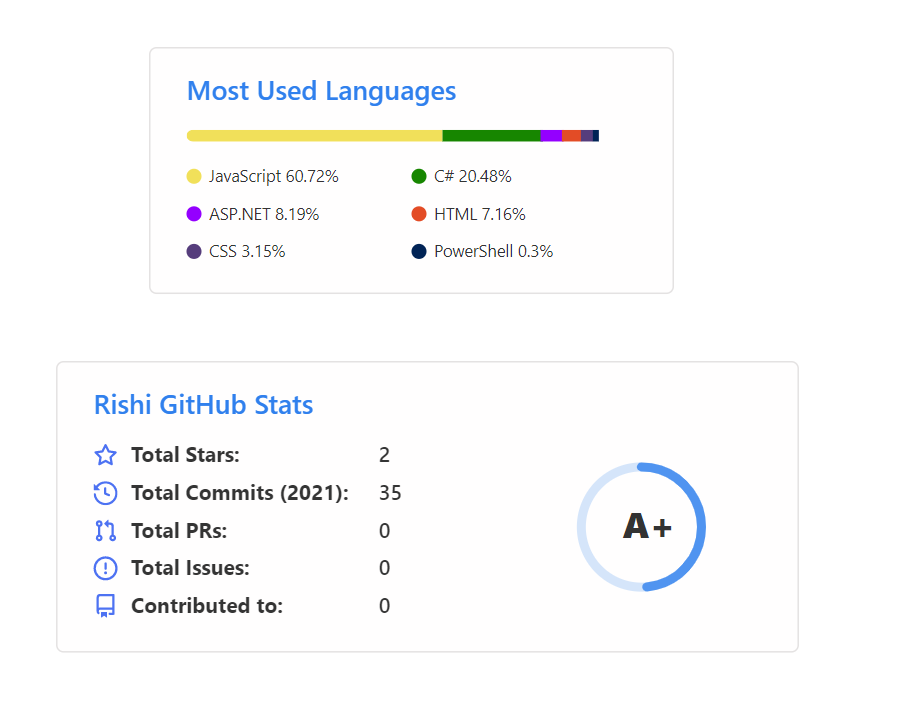 Most Used Languages
JavaScript 60.72%
C# 20.48%
ASP.NET 8.19%
HTML 7.16%
CSS 3.15%
PowerShell 0.3%
Rishi GitHub Stats
Total Stars: 2
Total Commits (2021): 35
Total PRs: 0
Total Issues: 0
Contributed to: 0
A+